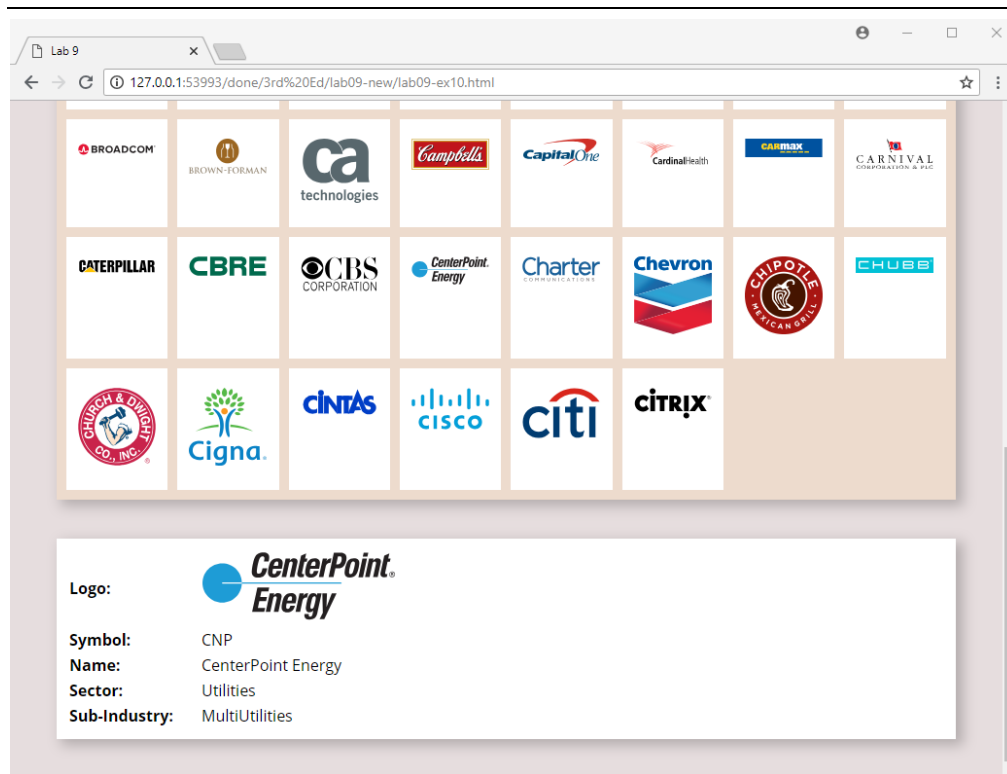 Lab 9
127.0.0.1:53993/done/3rd%20Ed/lab09-new/lab09-ex10.html
BROADCOM
BROWN-FORMAN
ca
technologies
Campbell's
Capital One
CardinalHealth
CARMAX
CARNIVAL
CORPORATION & PLC
CATERPILLAR
CBRE
CBS
CORPORATION
CenterPoint.
Energy
Charter
COMMUNICATIONS
Chevron
CHIPOTLE
MEXICAN GRILL
CHUBB
CHURCH & DWIGHT
CO., INC.
Cigna.
CINTAS
CISCO
citi
CİTRIX
Logo:
CenterPoint.
Energy
Symbol: CNP
Name: CenterPoint Energy
Sector: Utilities
Sub-Industry: MultiUtilities